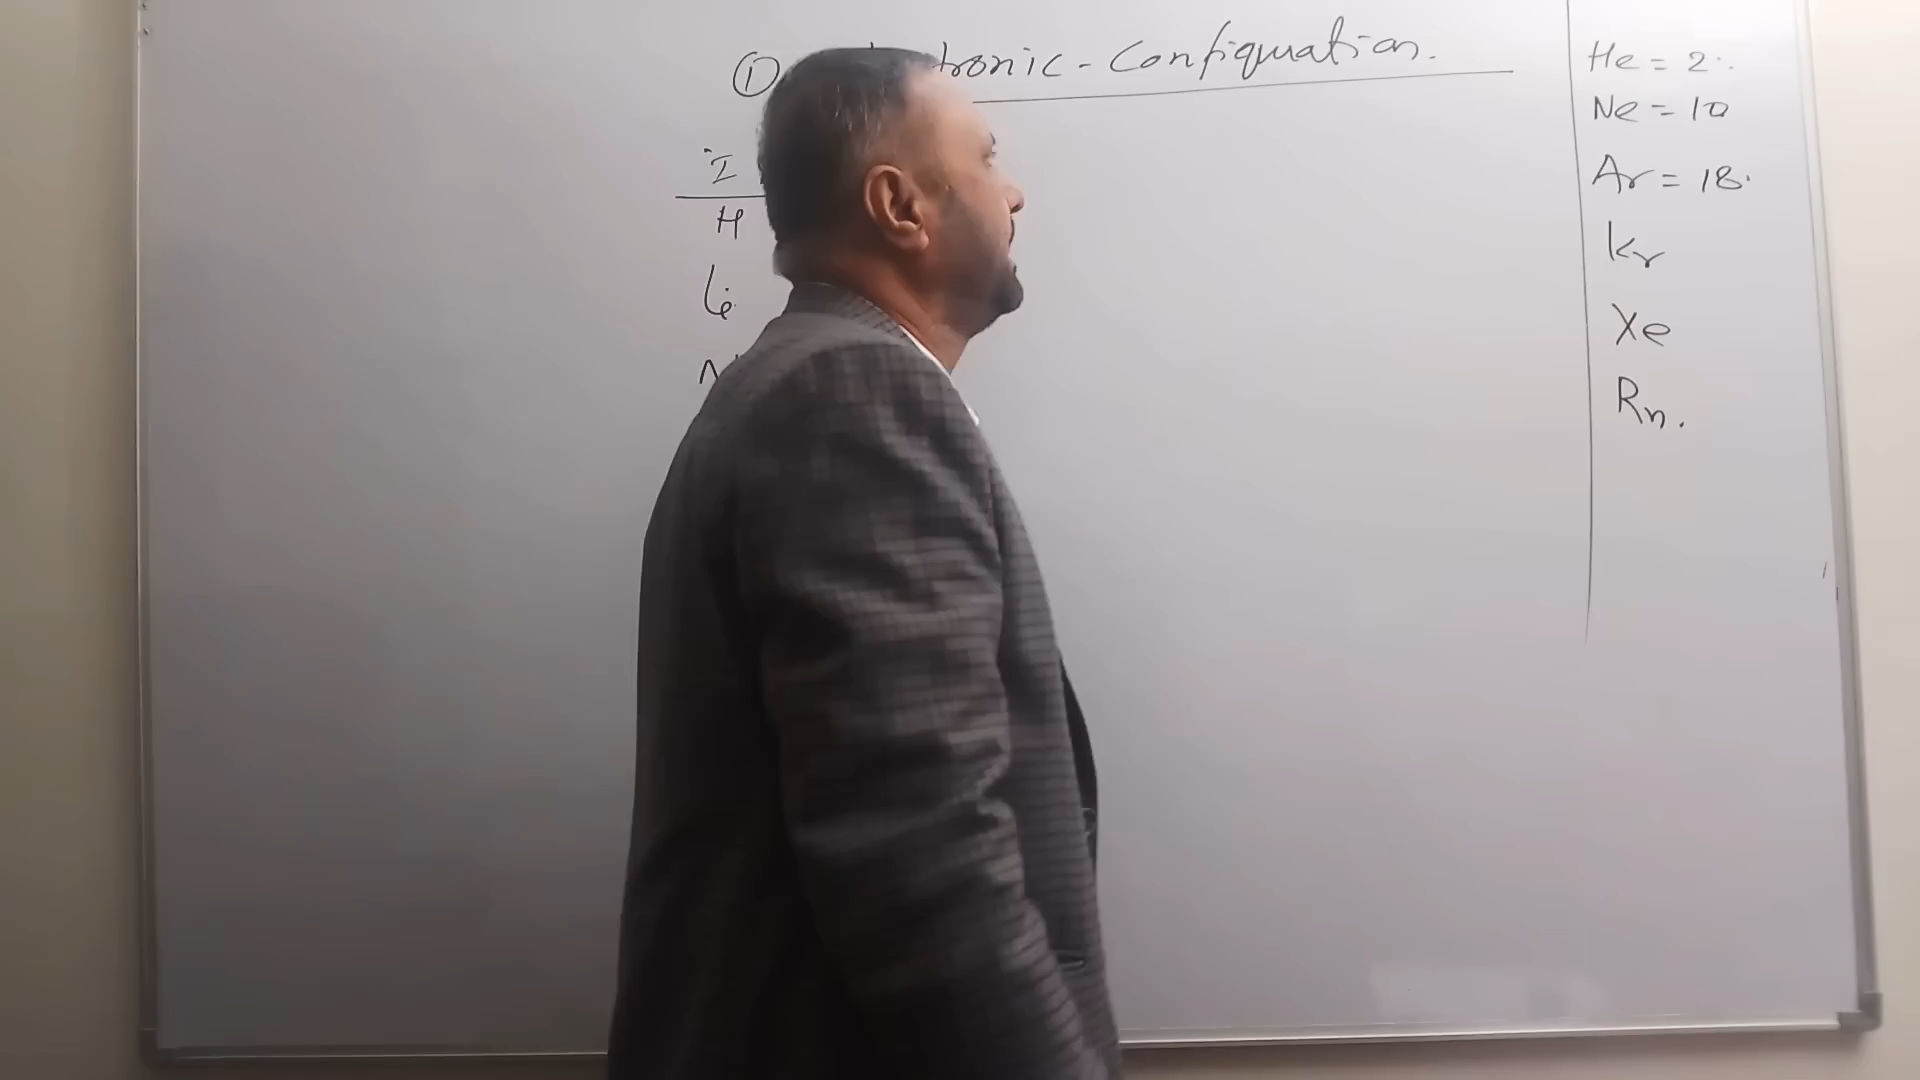 ① tronic - Configuration.
I
H
Li
He = 2.
Ne = 10
Ar = 18.
Kr
Xe
Rn.